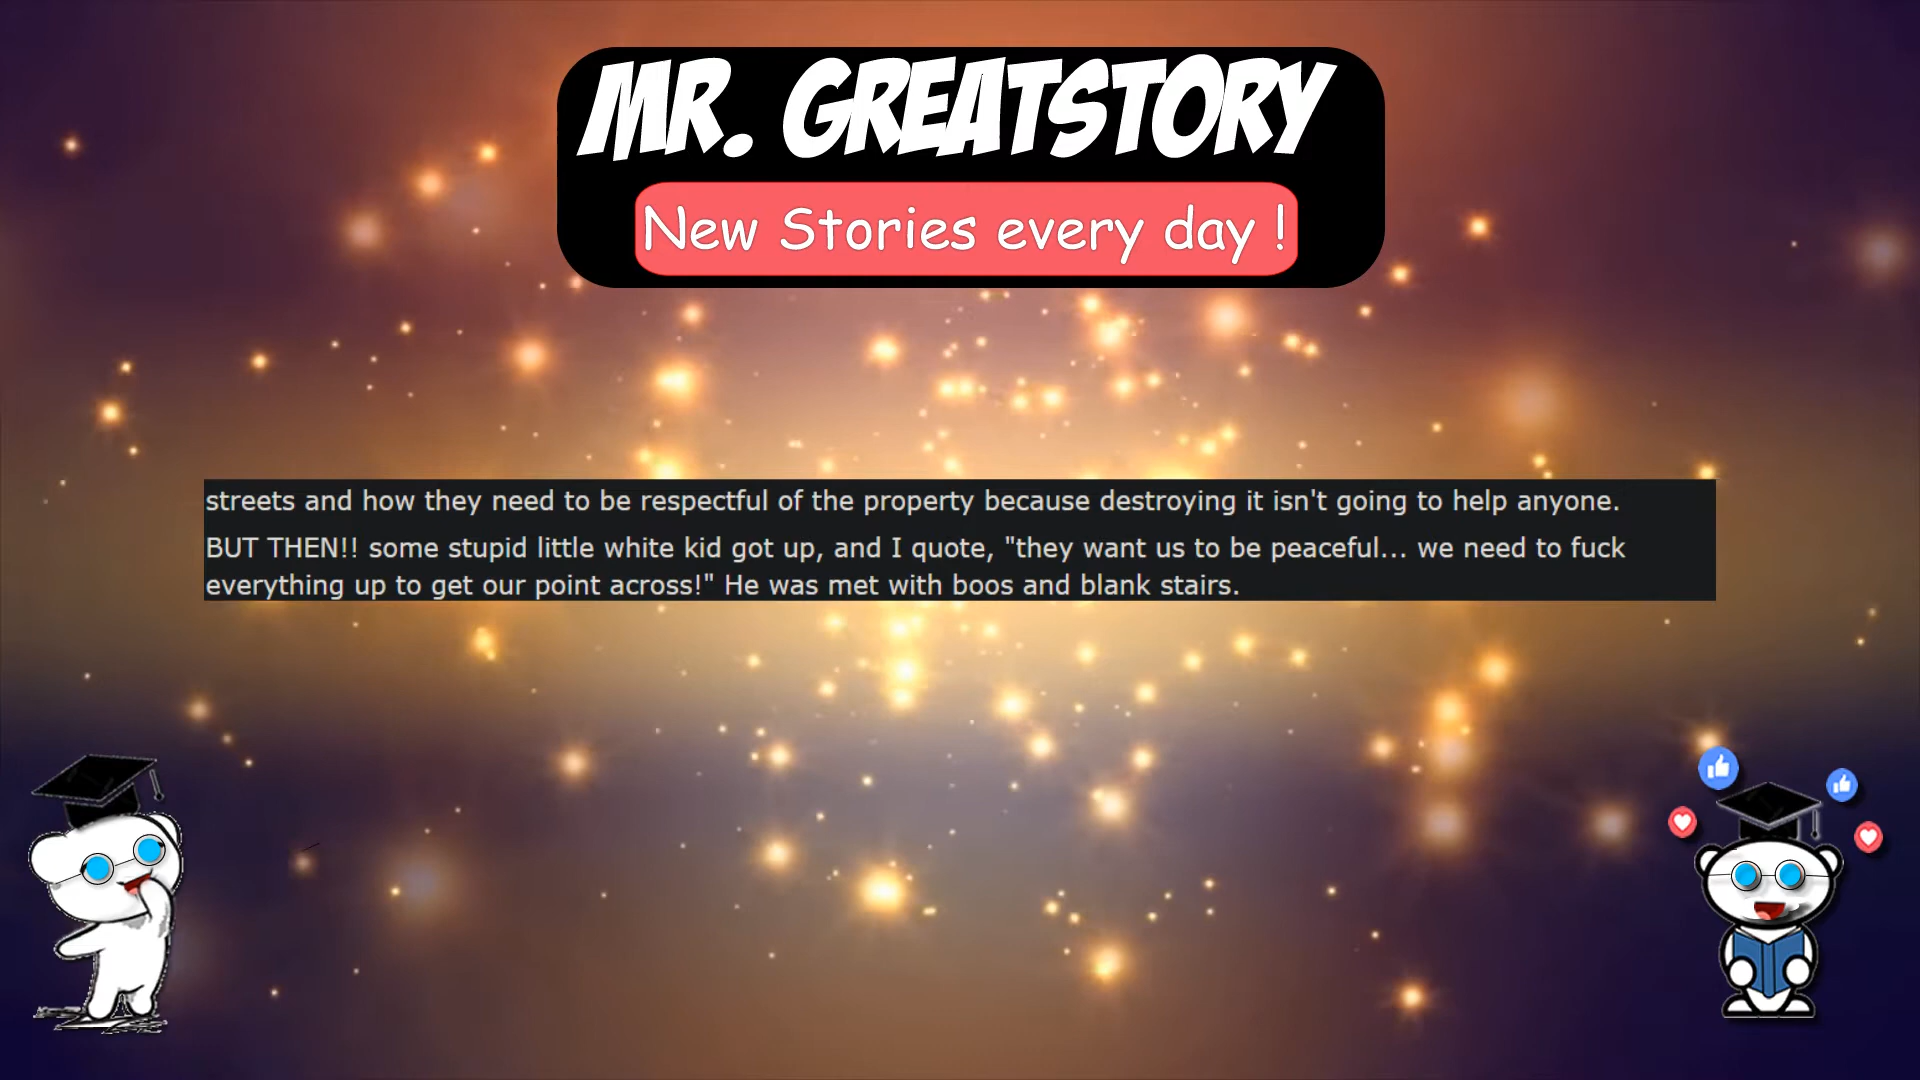 MR. GREATSTORY
New Stories every day !
streets and how they need to be respectful of the property because destroying it isn't going to help anyone.
BUT THEN!! some stupid little white kid got up, and I quote, "they want us to be peaceful... we need to fuck
everything up to get our point across!" He was met with boos and blank stairs.